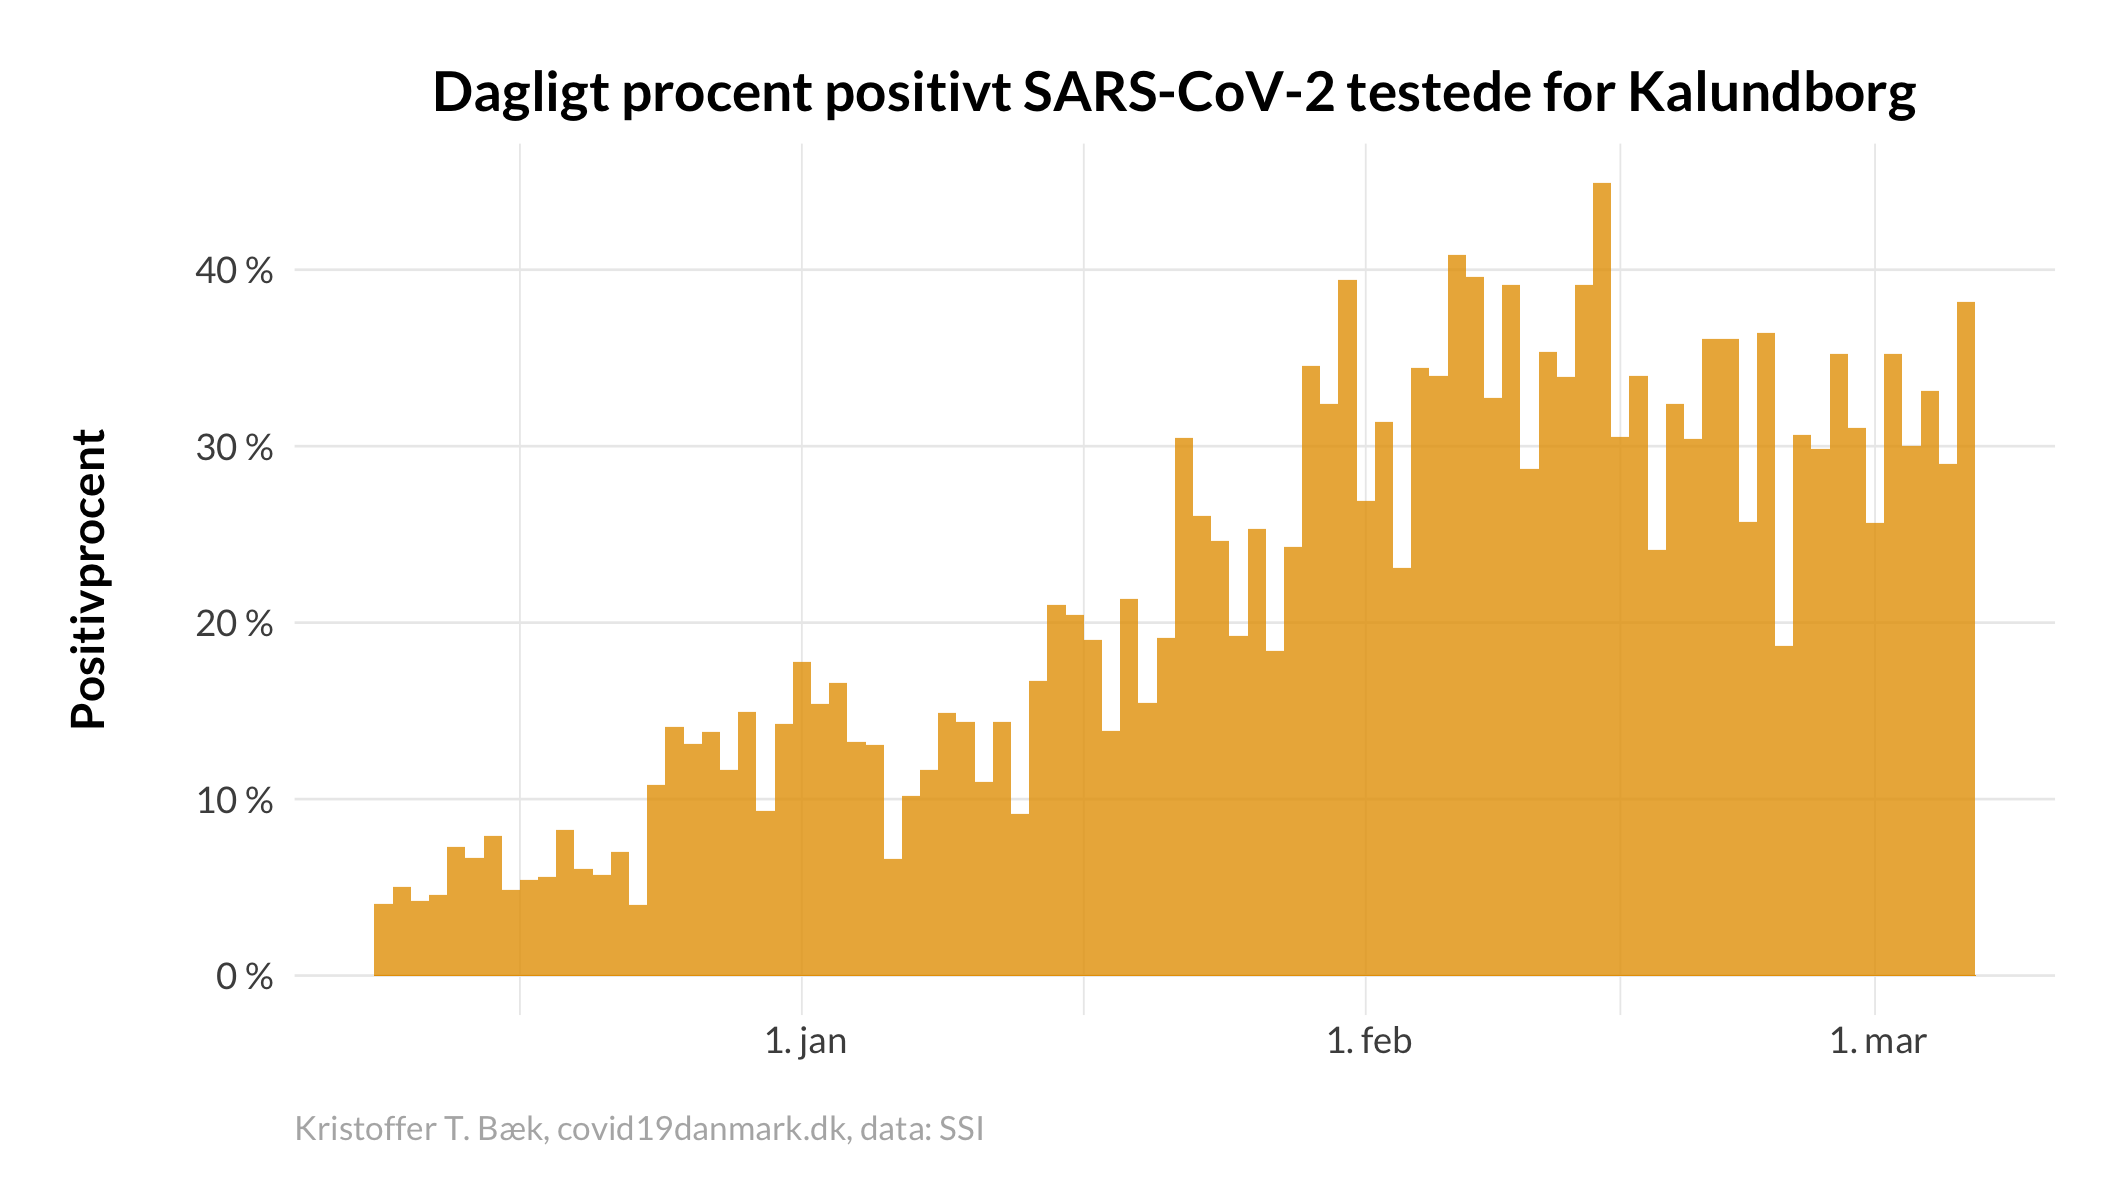 Dagligt procent positivt SARS-CoV-2 testede for Kalundborg
Positivprocent
40 %
30 %
20 %
10 %
0 %
1. jan
1. feb
1. mar
Kristoffer T. Bæk, covid19danmark.dk, data: SSI